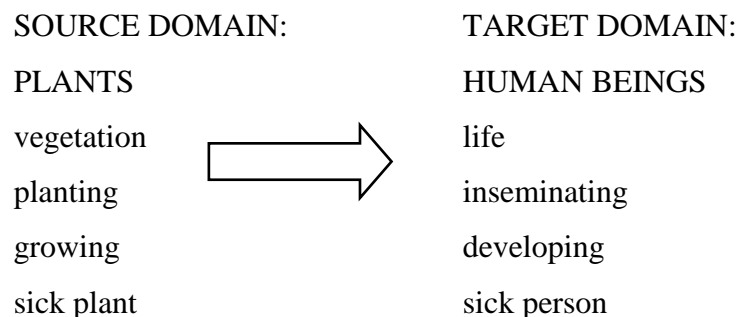 SOURCE DOMAIN: TARGET DOMAIN:
PLANTS HUMAN BEINGS
vegetation life
planting inseminating
growing developing
sick plant sick person